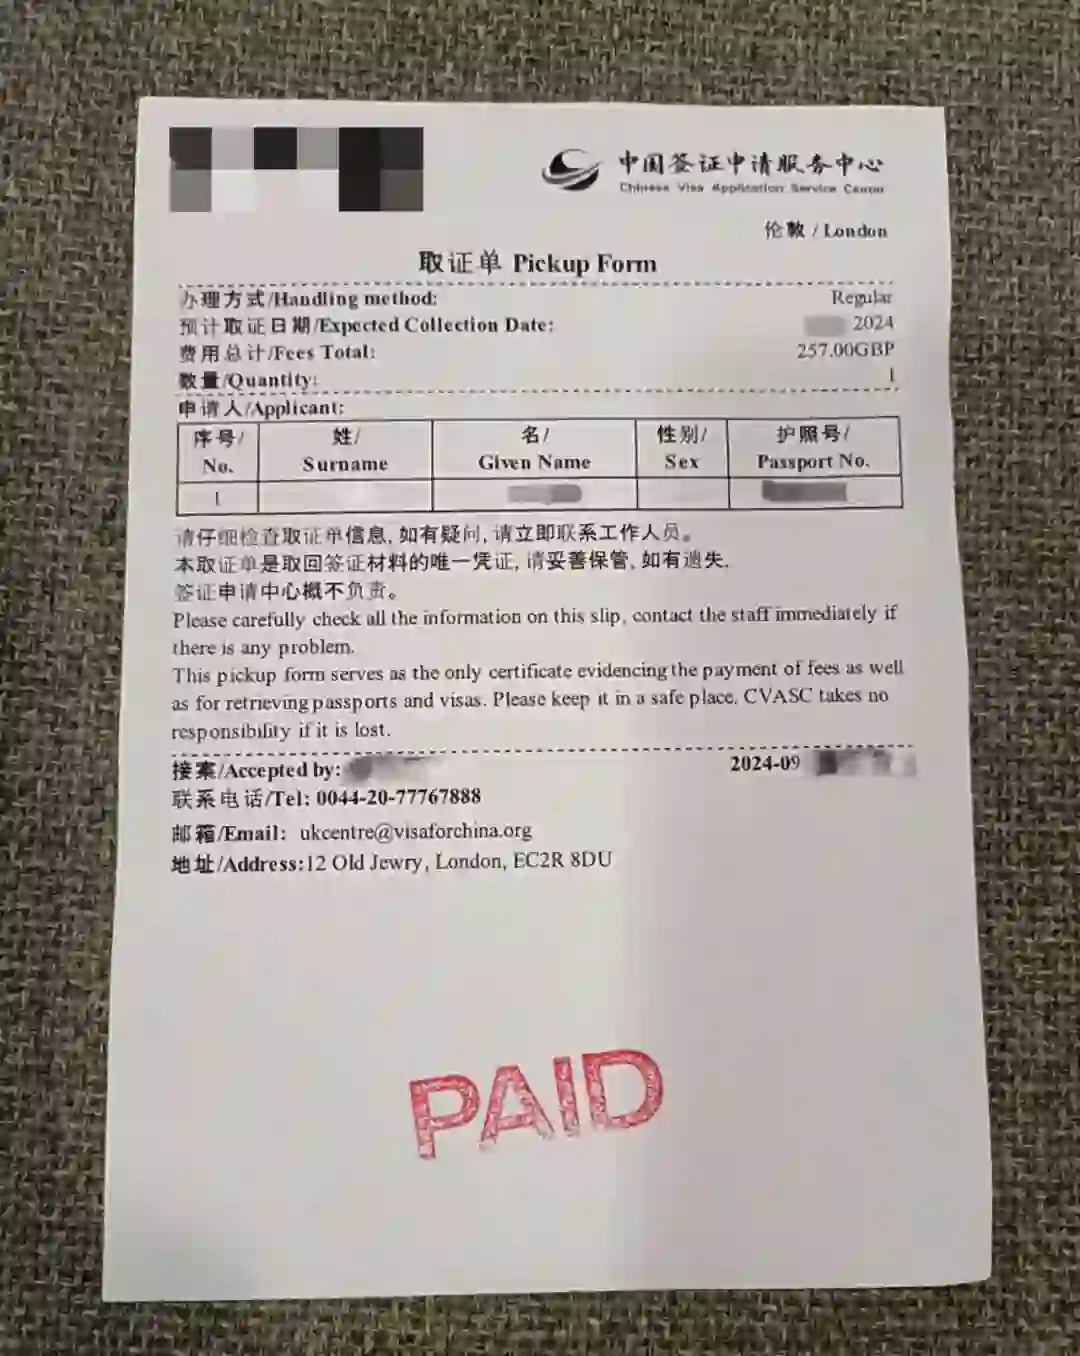 中国签证申请服务中心
Chinese Visa Application Service Center
伦敦 / London
取证单 Pickup Form
办理方式/Handling method: Regular
预计取证日期/Expected Collection Date: 2024
费用总计/Fees Total: 257.00GBP
数量/Quantity: 1
申请人/Applicant:
序号/ 姓/ 名/ 性别/ 护照号/
No. Surname Given Name Sex Passport No.
1
请仔细检查取证单信息, 如有疑问, 请立即联系工作人员。
本取证单是取回签证材料的唯一凭证, 请妥善保管, 如有遗失,
签证申请中心概不负责。
Please carefully check all the information on this slip, contact the staff immediately if
there is any problem.
This pickup form serves as the only certificate evidencing the payment of fees as well
as for retrieving passports and visas. Please keep it in a safe place. CVASC takes no
responsibility if it is lost.
接案/Accepted by: 2024-09
联系电话/Tel: 0044-20-77767888
邮箱/Email: ukcentre@visaforchina.org
地址/Address:12 Old Jewry, London, EC2R 8DU
PAID